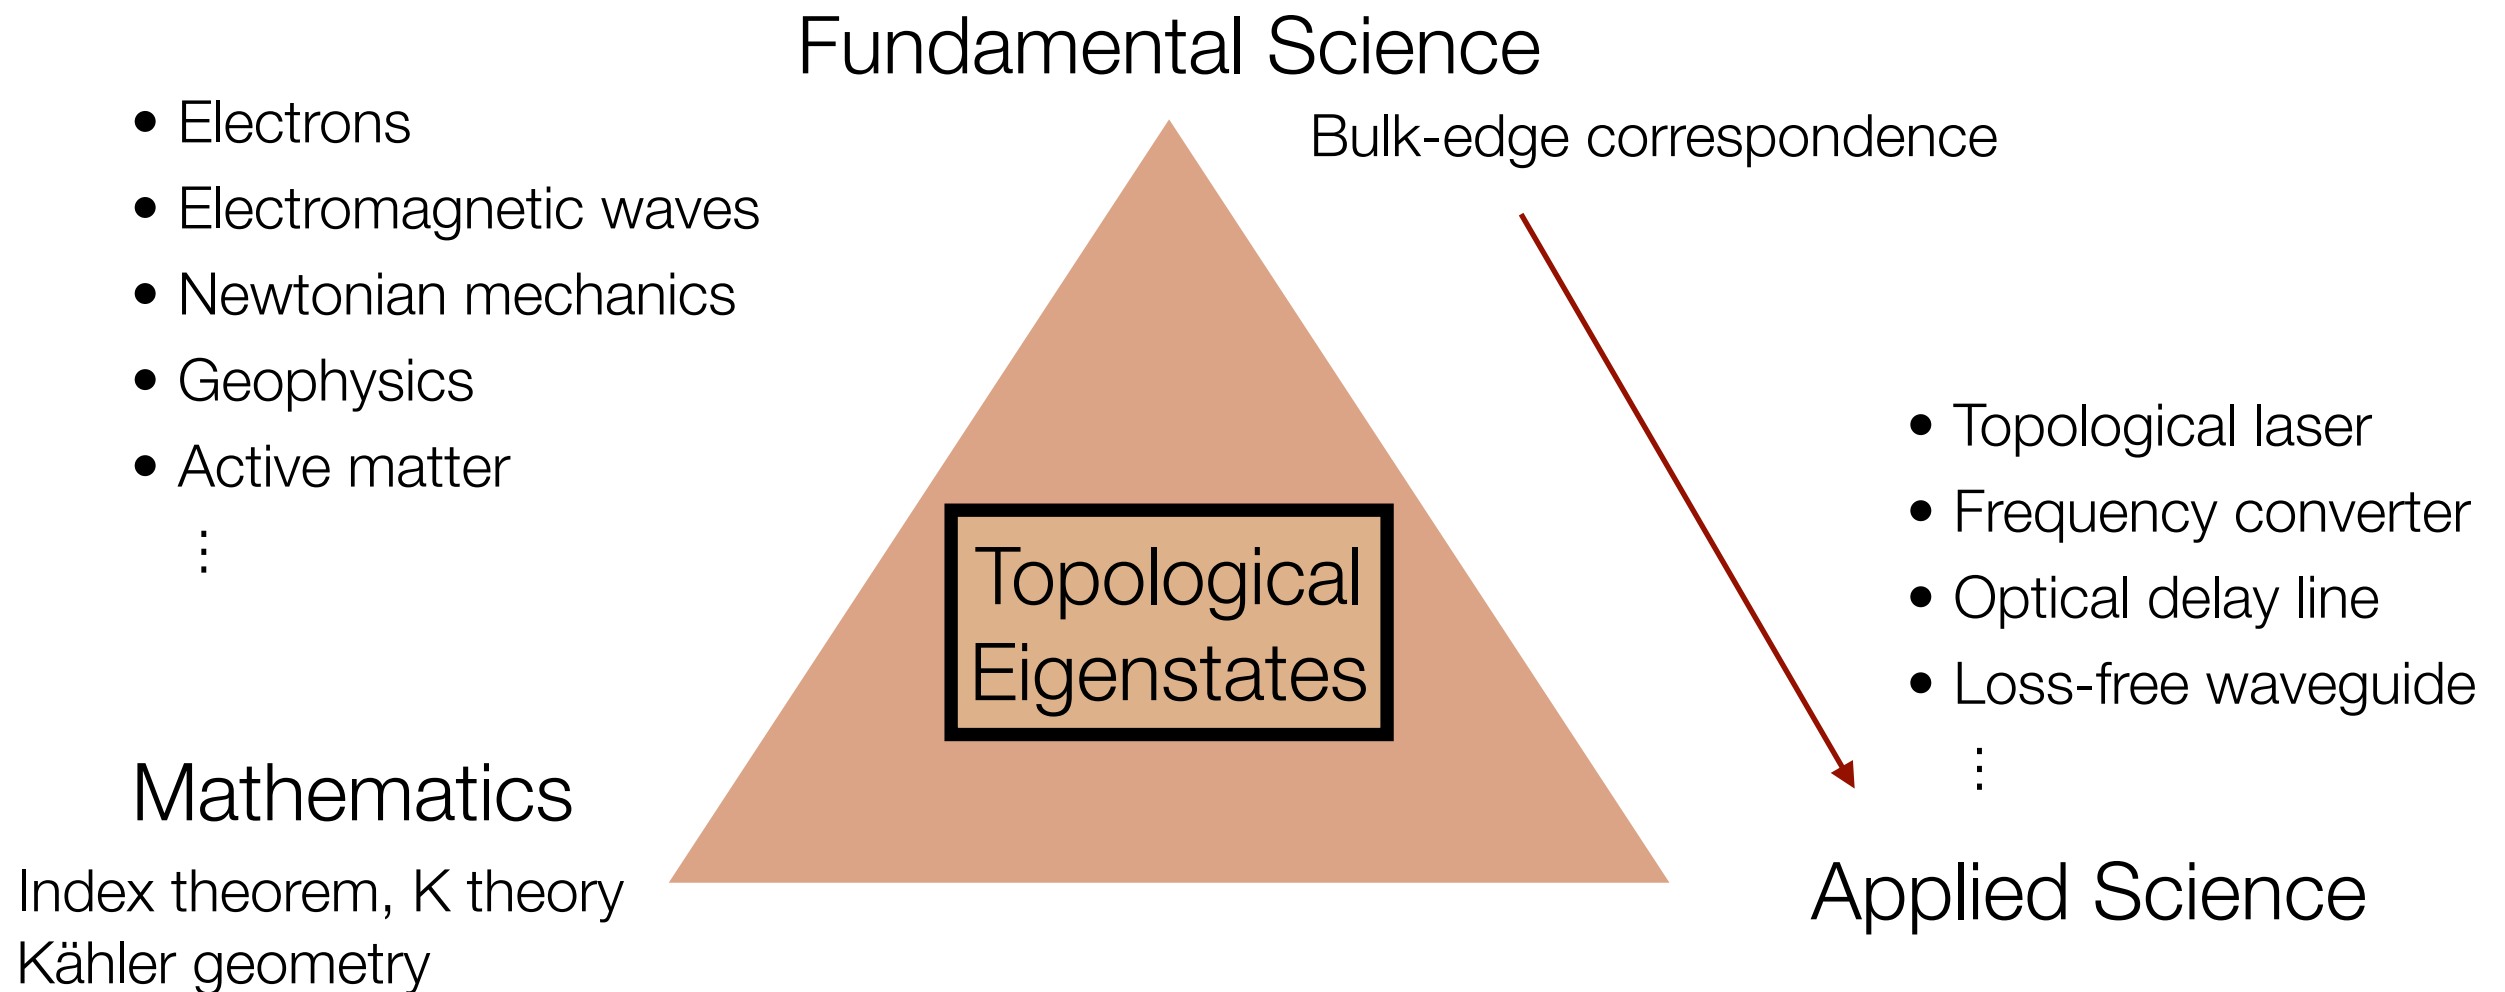 Fundamental Science
• Electrons
• Electromagnetic waves
• Newtonian mechanics
• Geophysics
• Active matter
⋮
Bulk-edge correspondence
• Topological laser
• Frequency converter
• Optical delay line
• Loss-free waveguide
⋮
Topological
Eigenstates
Mathematics
Index theorem, K theory
Kähler geometry
Applied Science